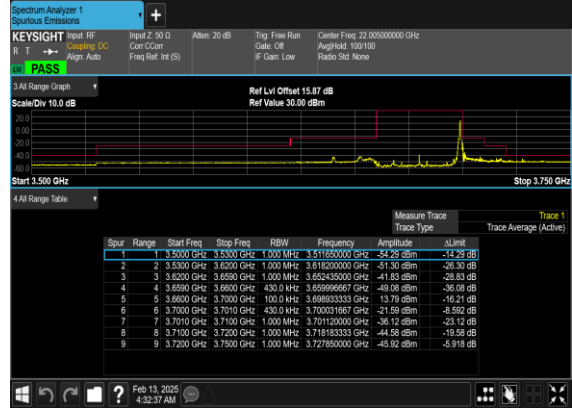 Spectrum Analyzer 1
Spurious Emissions
KEYSIGHT Input: RF Input Z: 50 Ω Atten: 20 dB Trig: Free Run Center Freq: 22.005000000 GHz
R T Coupling: DC Corr CCorr Gate: Off Avg|Hold: 100/100
Align: Auto Freq Ref: Int (S) IF Gain: Low Radio Std: None
PASS
3 All Range Graph
Ref Lvl Offset 15.87 dB
Scale/Div 10.0 dB Ref Value 30.00 dBm
20.0
0.00
-20.0
-40.0
-60.0
Start 3.500 GHz Stop 3.750 GHz
4 All Range Table
Measure Trace Trace 1
Trace Type Trace Average (Active)
Spur Range Start Freq Stop Freq RBW Frequency Amplitude ΔLimit
1 1 3.5000 GHz 3.5300 GHz 1.000 MHz 3.511650000 GHz -54.29 dBm -14.29 dB
2 2 3.5300 GHz 3.6200 GHz 1.000 MHz 3.618200000 GHz -51.30 dBm -26.30 dB
3 3 3.6200 GHz 3.6590 GHz 1.000 MHz 3.652435000 GHz -41.83 dBm -28.83 dB
4 4 3.6590 GHz 3.6600 GHz 430.0 kHz 3.659996667 GHz -49.08 dBm -36.08 dB
5 5 3.6600 GHz 3.7000 GHz 100.0 kHz 3.698933333 GHz 13.79 dBm -16.21 dB
6 6 3.7000 GHz 3.7010 GHz 430.0 kHz 3.700031667 GHz -21.59 dBm -8.592 dB
7 7 3.7010 GHz 3.7100 GHz 1.000 MHz 3.701120000 GHz -36.12 dBm -23.12 dB
8 8 3.7100 GHz 3.7200 GHz 1.000 MHz 3.718183333 GHz -44.58 dBm -19.58 dB
9 9 3.7200 GHz 3.7500 GHz 1.000 MHz 3.727850000 GHz -45.92 dBm -5.918 dB
? Feb 13, 2025
4:32:37 AM